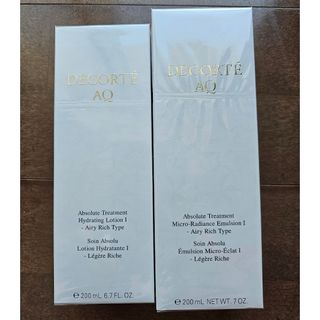 DECORTÉ
AQ
Absolute Treatment
Hydrating Lotion I
- Airy Rich Type
Soin Absolu
Lotion Hydratante I
- Légère Riche
℮ 200 mL 6.7 FL. OZ.
DECORTÉ
AQ
Absolute Treatment
Micro-Radiance Emulsion I
- Airy Rich Type
Soin Absolu
Émulsion Micro-Éclat I
- Légère Riche
℮ 200 mL NET WT. 7 OZ.